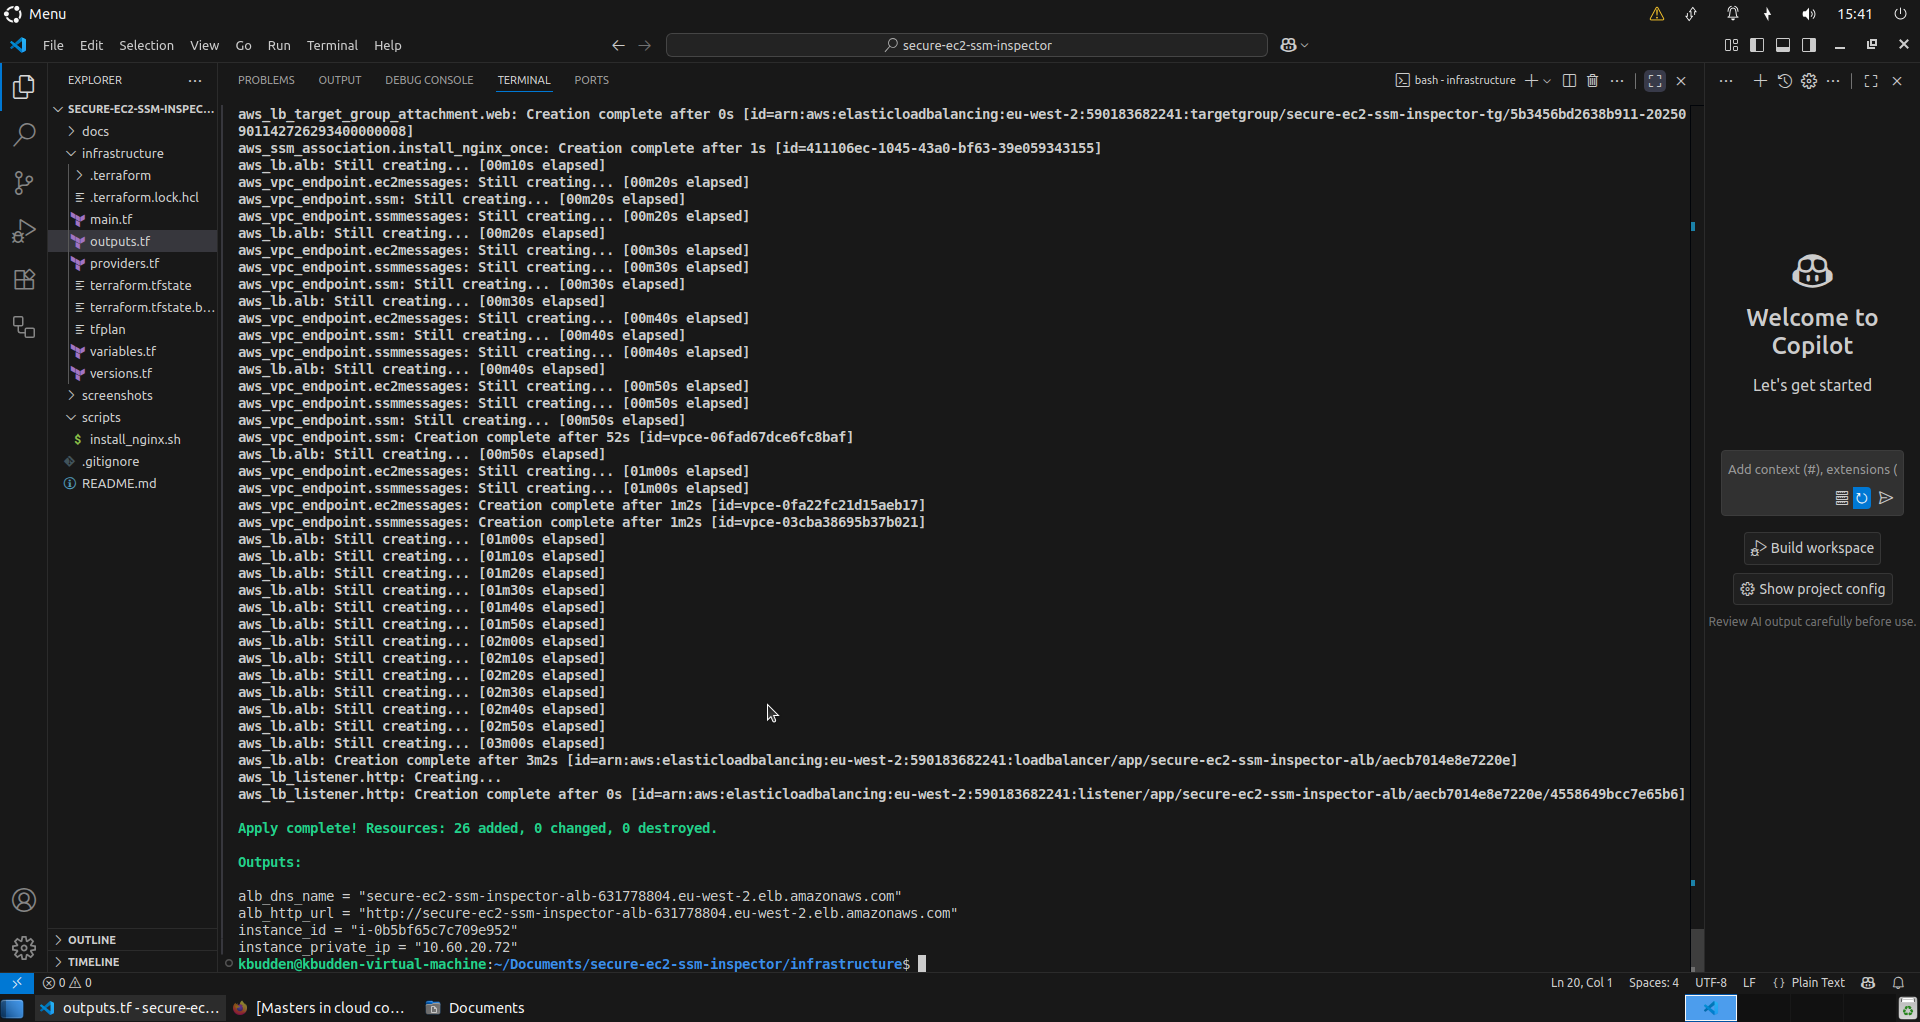 Menu
15:41
File Edit Selection View Go Run Terminal Help
secure-ec2-ssm-inspector
EXPLORER
PROBLEMS OUTPUT DEBUG CONSOLE TERMINAL PORTS
bash - infrastructure
SECURE-EC2-SSM-INSPEC...
docs
infrastructure
.terraform
.terraform.lock.hcl
main.tf
outputs.tf
providers.tf
terraform.tfstate
terraform.tfstate.b...
tfplan
variables.tf
versions.tf
screenshots
scripts
$ install_nginx.sh
.gitignore
README.md
OUTLINE
TIMELINE
aws_lb_target_group_attachment.web: Creation complete after 0s [id=arn:aws:elasticloadbalancing:eu-west-2:590183682241:targetgroup/secure-ec2-ssm-inspector-tg/5b3456bd2638b911-20250
901142726293400000008]
aws_ssm_association.install_nginx_once: Creation complete after 1s [id=411106ec-1045-43a0-bf63-39e059343155]
aws_lb.alb: Still creating... [00m10s elapsed]
aws_vpc_endpoint.ec2messages: Still creating... [00m20s elapsed]
aws_vpc_endpoint.ssm: Still creating... [00m20s elapsed]
aws_vpc_endpoint.ssmmessages: Still creating... [00m20s elapsed]
aws_lb.alb: Still creating... [00m20s elapsed]
aws_vpc_endpoint.ec2messages: Still creating... [00m30s elapsed]
aws_vpc_endpoint.ssmmessages: Still creating... [00m30s elapsed]
aws_vpc_endpoint.ssm: Still creating... [00m30s elapsed]
aws_lb.alb: Still creating... [00m30s elapsed]
aws_vpc_endpoint.ec2messages: Still creating... [00m40s elapsed]
aws_vpc_endpoint.ssm: Still creating... [00m40s elapsed]
aws_vpc_endpoint.ssmmessages: Still creating... [00m40s elapsed]
aws_lb.alb: Still creating... [00m40s elapsed]
aws_vpc_endpoint.ec2messages: Still creating... [00m50s elapsed]
aws_vpc_endpoint.ssmmessages: Still creating... [00m50s elapsed]
aws_vpc_endpoint.ssm: Still creating... [00m50s elapsed]
aws_vpc_endpoint.ssm: Creation complete after 52s [id=vpce-06fad67dce6fc8baf]
aws_lb.alb: Still creating... [00m50s elapsed]
aws_vpc_endpoint.ec2messages: Still creating... [01m00s elapsed]
aws_vpc_endpoint.ssmmessages: Still creating... [01m00s elapsed]
aws_vpc_endpoint.ec2messages: Creation complete after 1m2s [id=vpce-0fa22fc21d15aeb17]
aws_vpc_endpoint.ssmmessages: Creation complete after 1m2s [id=vpce-03cba38695b37b021]
aws_lb.alb: Still creating... [01m00s elapsed]
aws_lb.alb: Still creating... [01m10s elapsed]
aws_lb.alb: Still creating... [01m20s elapsed]
aws_lb.alb: Still creating... [01m30s elapsed]
aws_lb.alb: Still creating... [01m40s elapsed]
aws_lb.alb: Still creating... [01m50s elapsed]
aws_lb.alb: Still creating... [02m00s elapsed]
aws_lb.alb: Still creating... [02m10s elapsed]
aws_lb.alb: Still creating... [02m20s elapsed]
aws_lb.alb: Still creating... [02m30s elapsed]
aws_lb.alb: Still creating... [02m40s elapsed]
aws_lb.alb: Still creating... [02m50s elapsed]
aws_lb.alb: Still creating... [03m00s elapsed]
aws_lb.alb: Creation complete after 3m2s [id=arn:aws:elasticloadbalancing:eu-west-2:590183682241:loadbalancer/app/secure-ec2-ssm-inspector-alb/aecb7014e8e7220e]
aws_lb_listener.http: Creating...
aws_lb_listener.http: Creation complete after 0s [id=arn:aws:elasticloadbalancing:eu-west-2:590183682241:listener/app/secure-ec2-ssm-inspector-alb/aecb7014e8e7220e/4558649bcc7e65b6]
Apply complete! Resources: 26 added, 0 changed, 0 destroyed.
Outputs:
alb_dns_name = "secure-ec2-ssm-inspector-alb-631778804.eu-west-2.elb.amazonaws.com"
alb_http_url = "http://secure-ec2-ssm-inspector-alb-631778804.eu-west-2.elb.amazonaws.com"
instance_id = "i-0b5bf65c7c709e952"
instance_private_ip = "10.60.20.72"
kbudden@kbudden-virtual-machine:~/Documents/secure-ec2-ssm-inspector/infrastructure$
Welcome to
Copilot
Let's get started
Add context (#), extensions (
Build workspace
Show project config
Review AI output carefully before use.
0 0
Ln 20, Col 1 Spaces: 4 UTF-8 LF {} Plain Text
outputs.tf - secure-ec... [Masters in cloud co... Documents